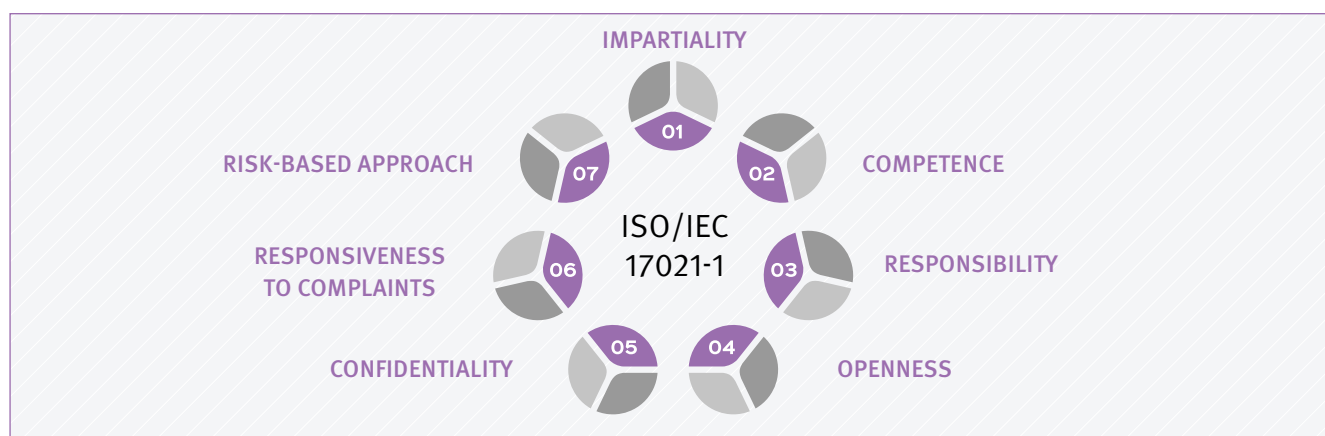 IMPARTIALITY
01
RISK-BASED APPROACH
07
02
COMPETENCE
ISO/IEC
17021-1
RESPONSIVENESS
TO COMPLAINTS
06
03
RESPONSIBILITY
CONFIDENTIALITY
05
04
OPENNESS